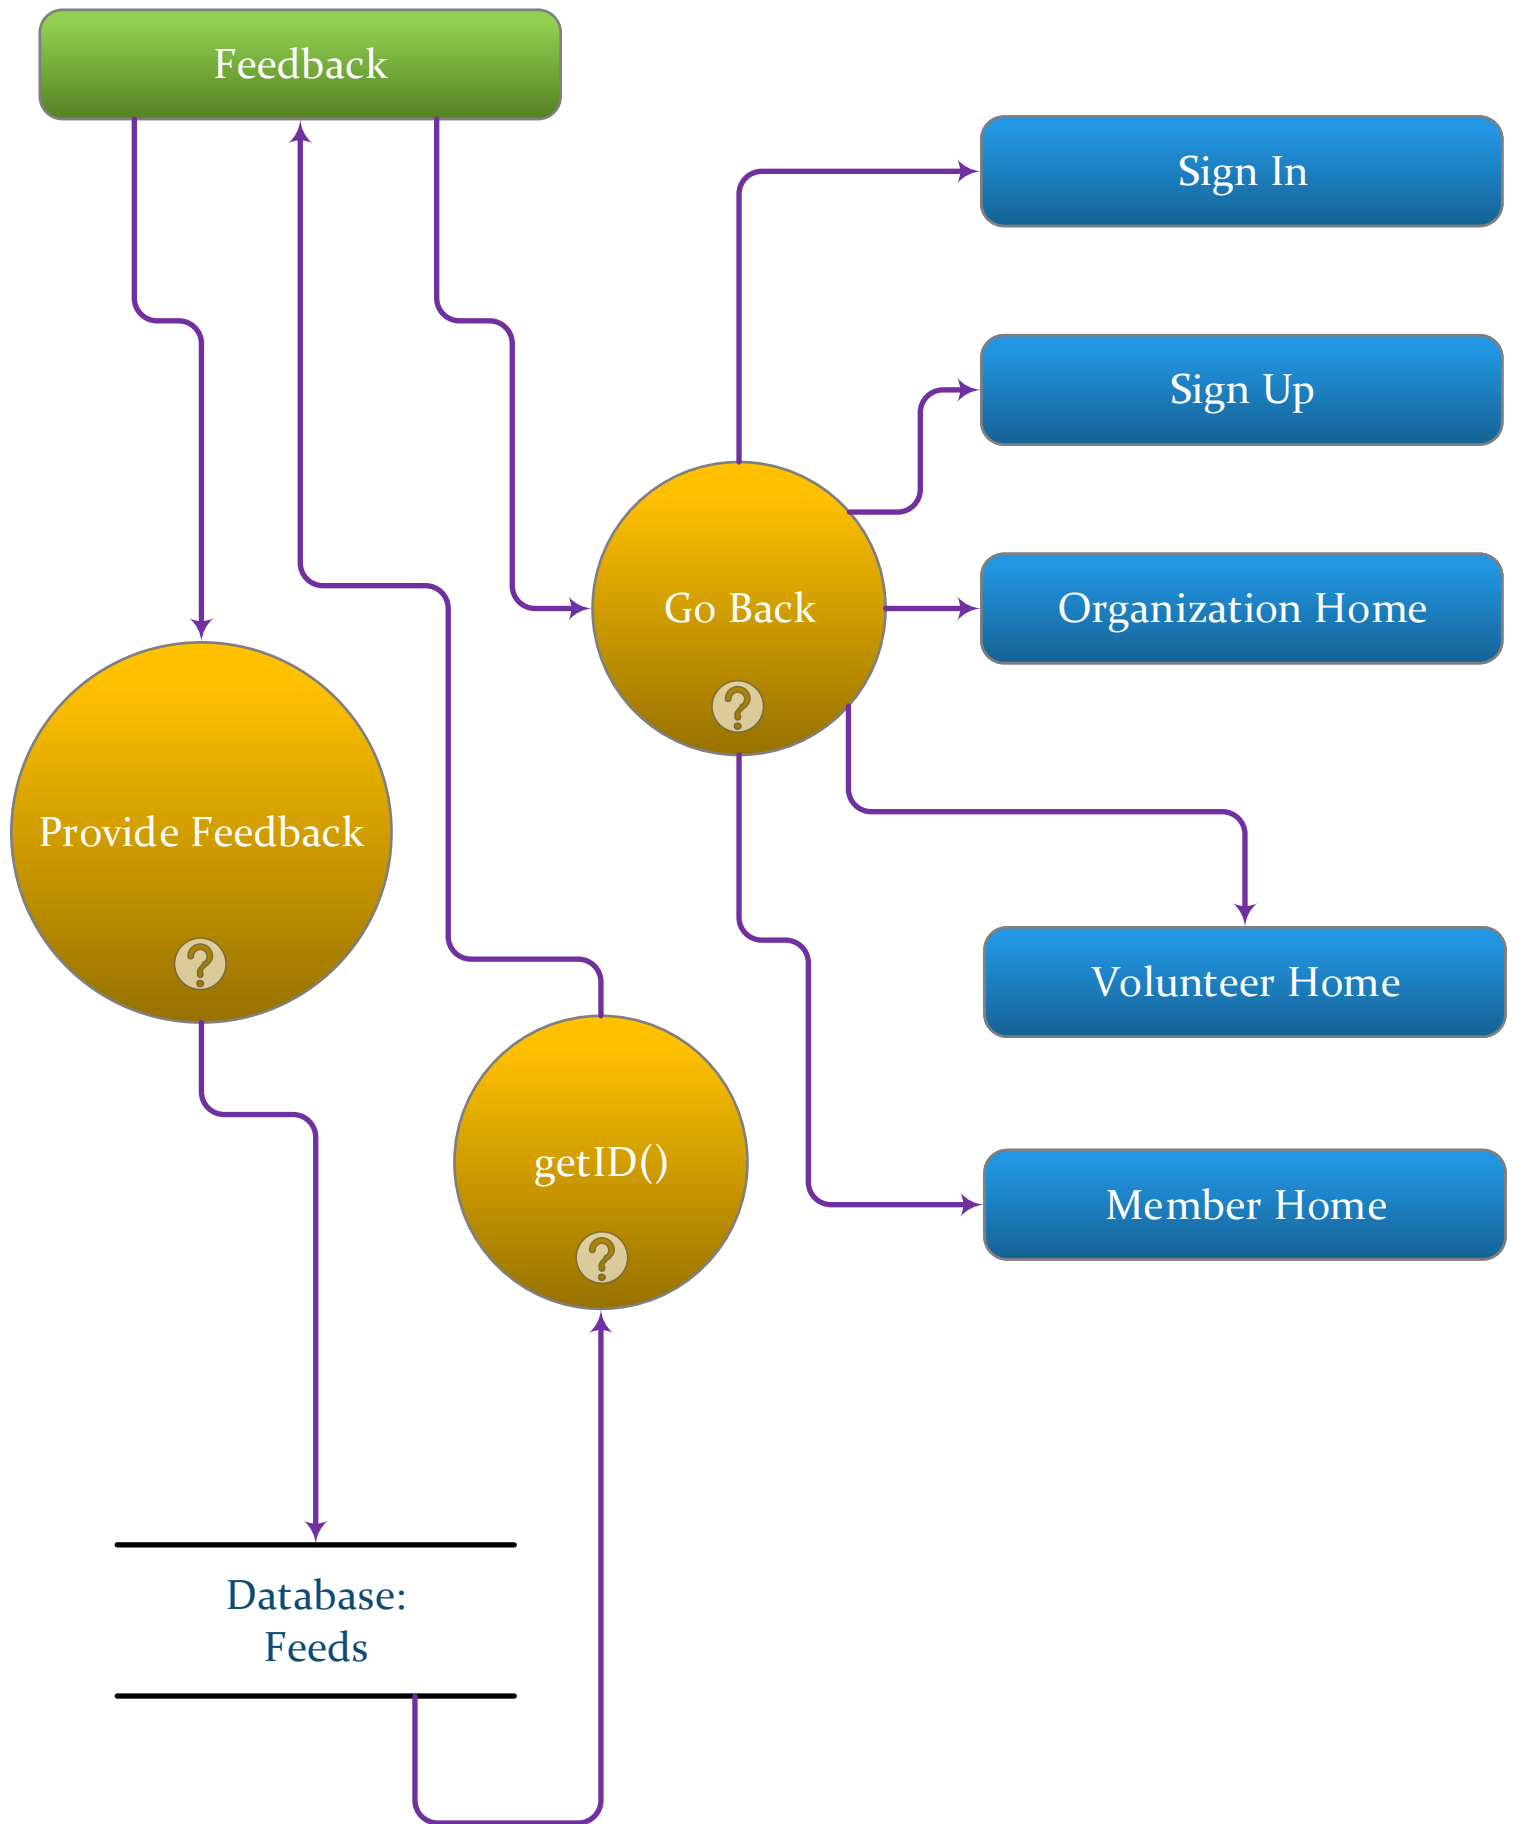 Feedback
Sign In
Sign Up
Go Back
Organization Home
?
Provide Feedback
?
Volunteer Home
getID()
?
Member Home
Database:
Feeds